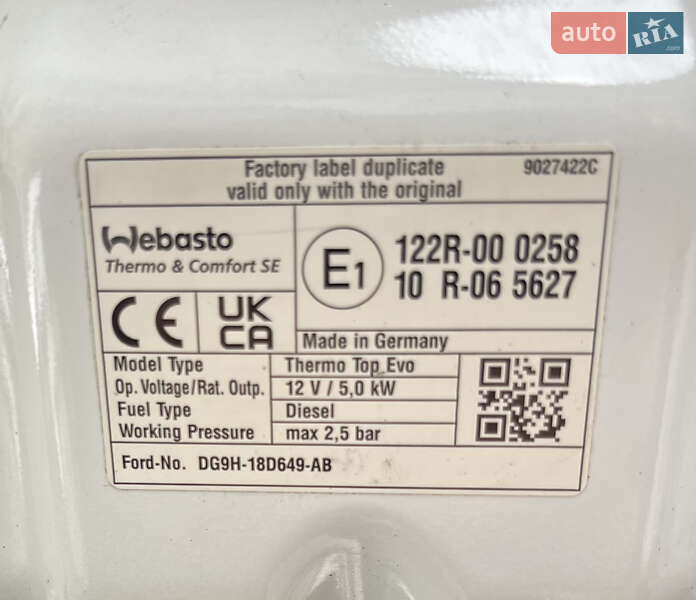 auto RIA
.com
Factory label duplicate
valid only with the original
9027422C
Webasto
Thermo & Comfort SE
E1
122R-00 0258
10 R-06 5627
CE
UK
CA
Made in Germany
Model Type Thermo Top Evo
Op. Voltage/Rat. Outp. 12 V / 5,0 kW
Fuel Type Diesel
Working Pressure max 2,5 bar
Ford-No. DG9H-18D649-AB